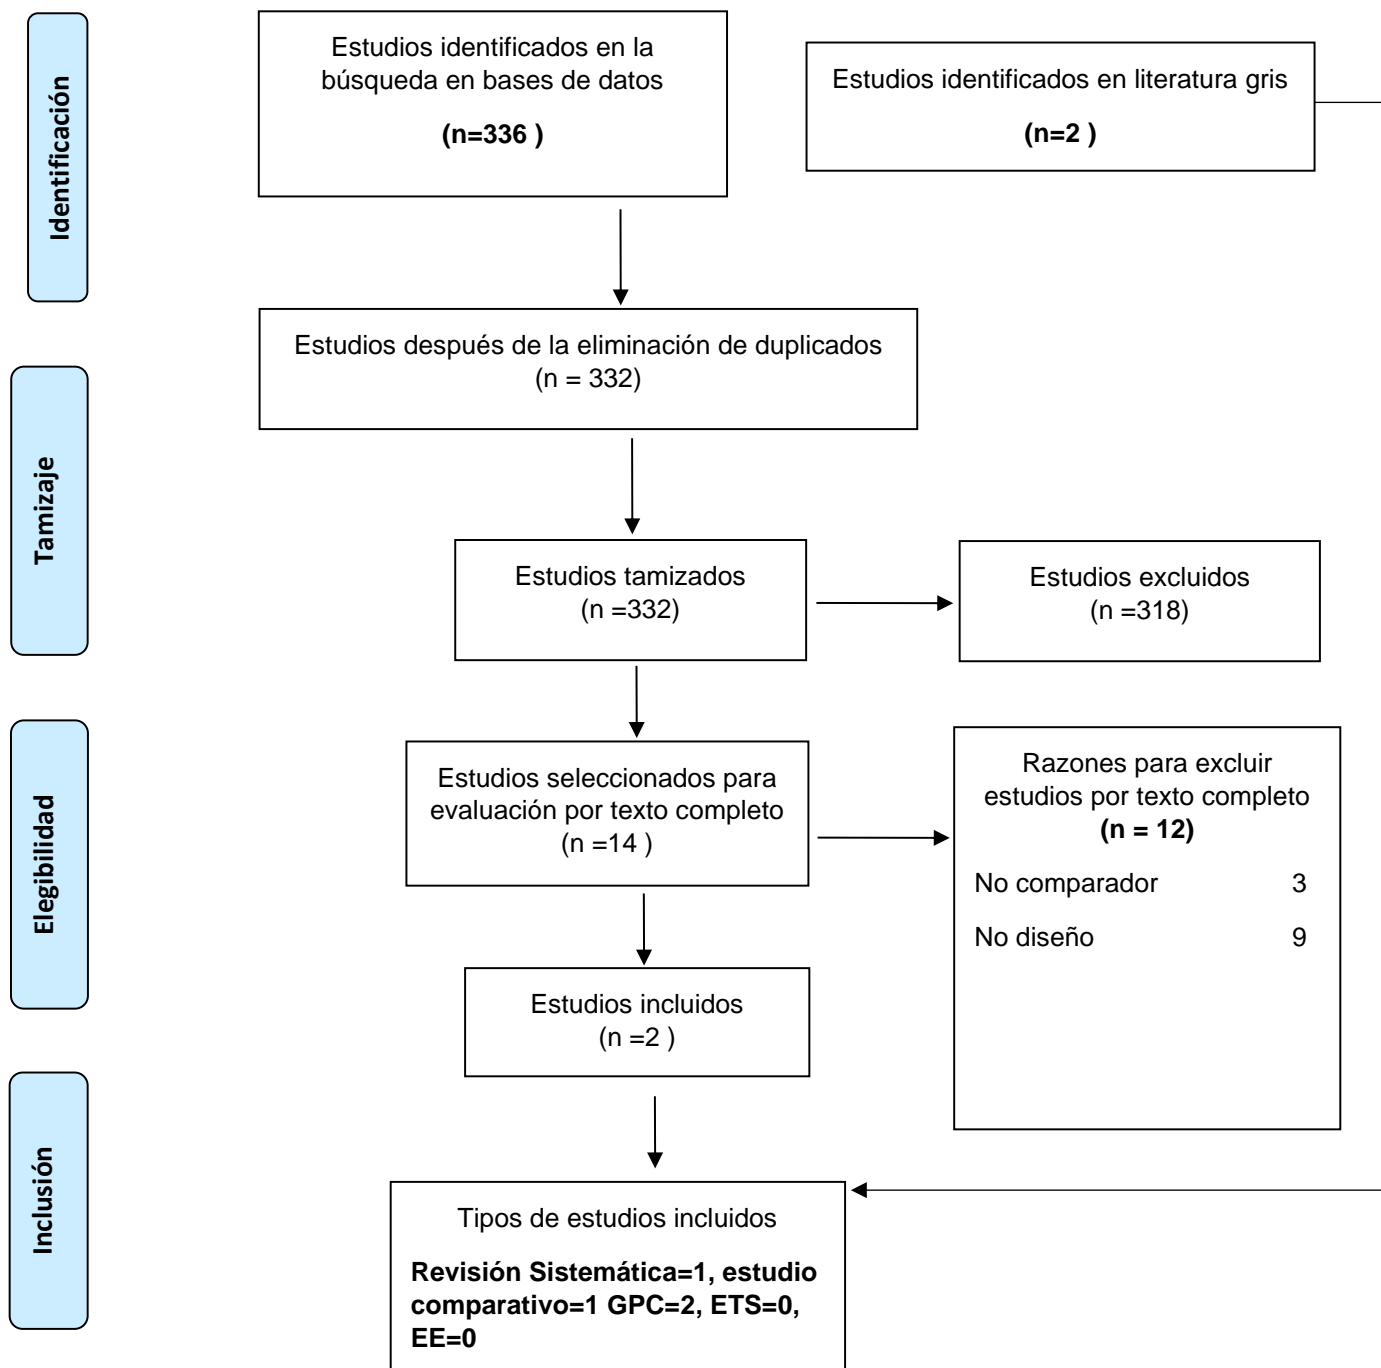 Identificación
Estudios identificados en la
búsqueda en bases de datos
(n=336 )
Estudios identificados en literatura gris
(n=2 )
Estudios después de la eliminación de duplicados
(n = 332)
Tamizaje
Estudios tamizados
(n =332)
Estudios excluidos
(n =318)
Elegibilidad
Estudios seleccionados para
evaluación por texto completo
(n =14 )
Razones para excluir
estudios por texto completo
(n = 12)
No comparador 3
No diseño 9
Estudios incluidos
(n =2 )
Inclusión
Tipos de estudios incluidos
Revisión Sistemática=1, estudio
comparativo=1 GPC=2, ETS=0,
EE=0